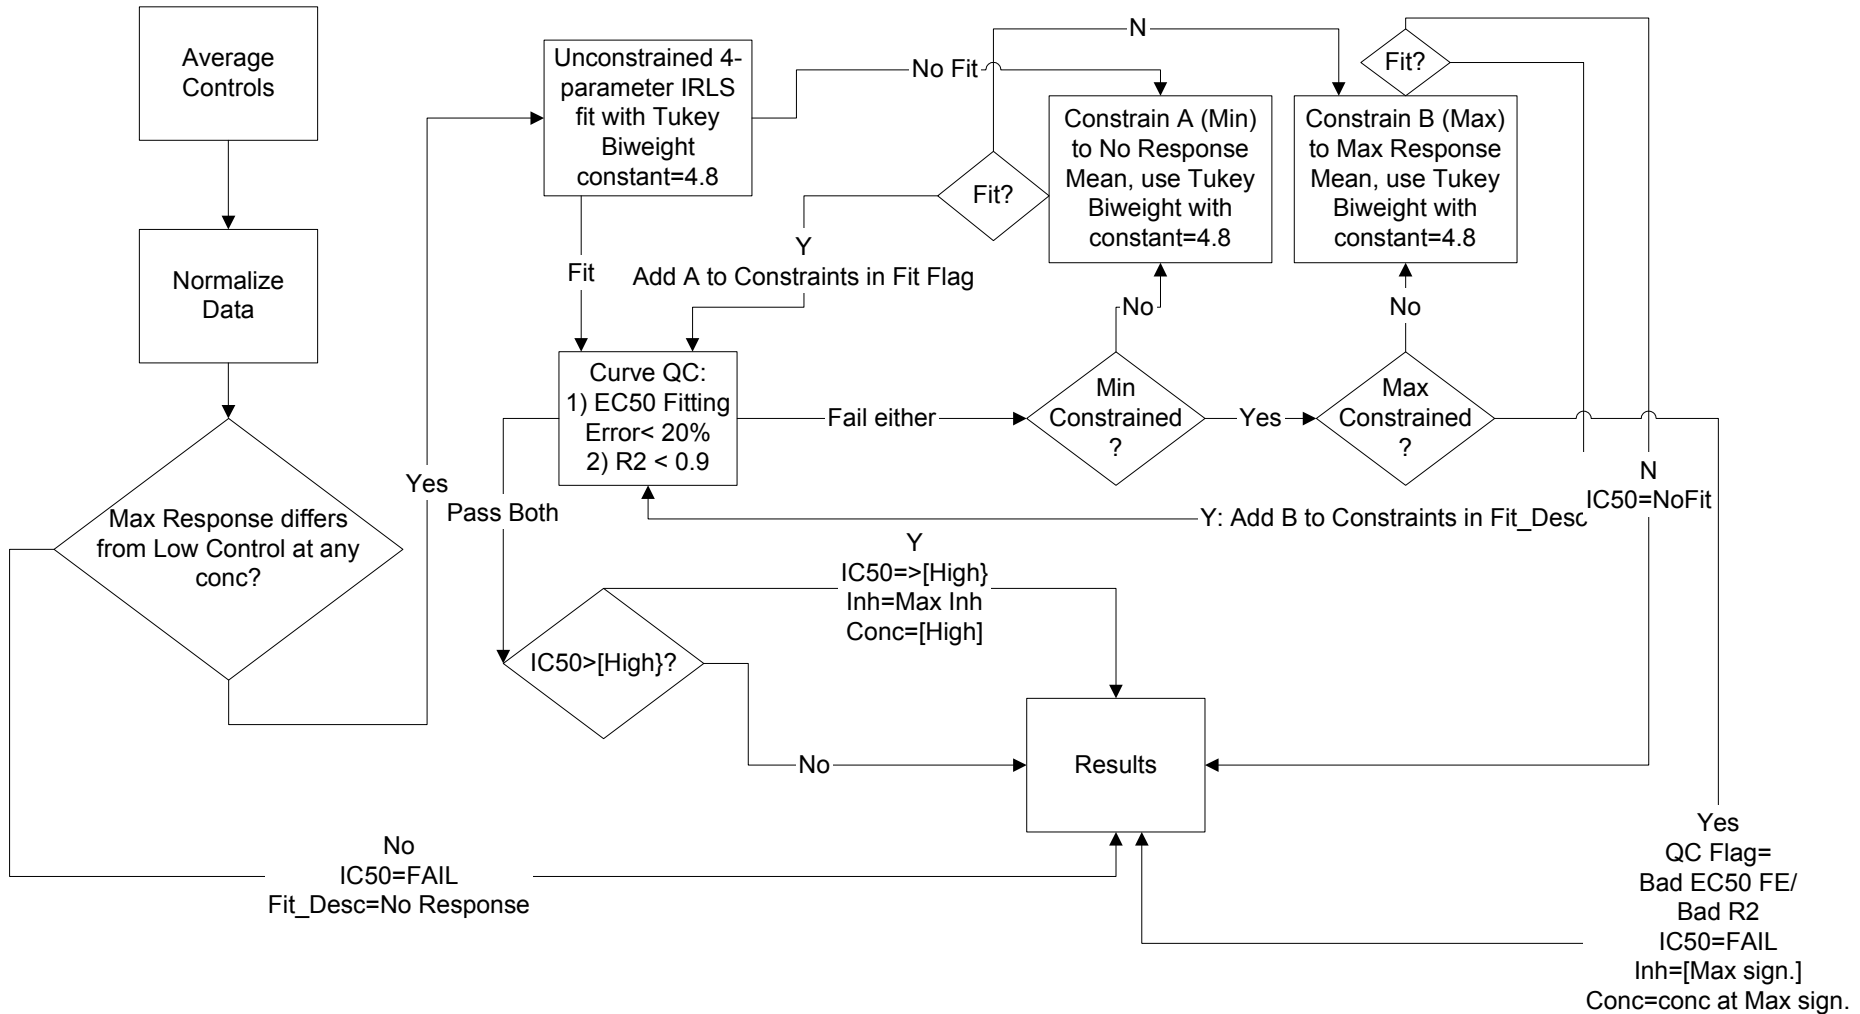 Average
Controls
Normalize
Data
Max Response differs
from Low Control at any
conc?
Yes
No
IC50=FAIL
Fit_Desc=No Response
Unconstrained 4-
parameter IRLS
fit with Tukey
Biweight
constant=4.8
No Fit
Fit
N
Fit?
Y
Add A to Constraints in Fit Flag
Constrain A (Min)
to No Response
Mean, use Tukey
Biweight with
constant=4.8
Constrain B (Max)
to Max Response
Mean, use Tukey
Biweight with
constant=4.8
Fit?
No
No
Curve QC:
1) EC50 Fitting
Error< 20%
2) R2 < 0.9
Fail either
Min
Constrained
?
Yes
Max
Constrained
?
Pass Both
N
IC50=NoFit
Y: Add B to Constraints in Fit_Desc
Y
IC50=>[High}
Inh=Max Inh
Conc=[High]
IC50>[High}?
No
Results
Yes
QC Flag=
Bad EC50 FE/
Bad R2
IC50=FAIL
Inh=[Max sign.]
Conc=conc at Max sign.